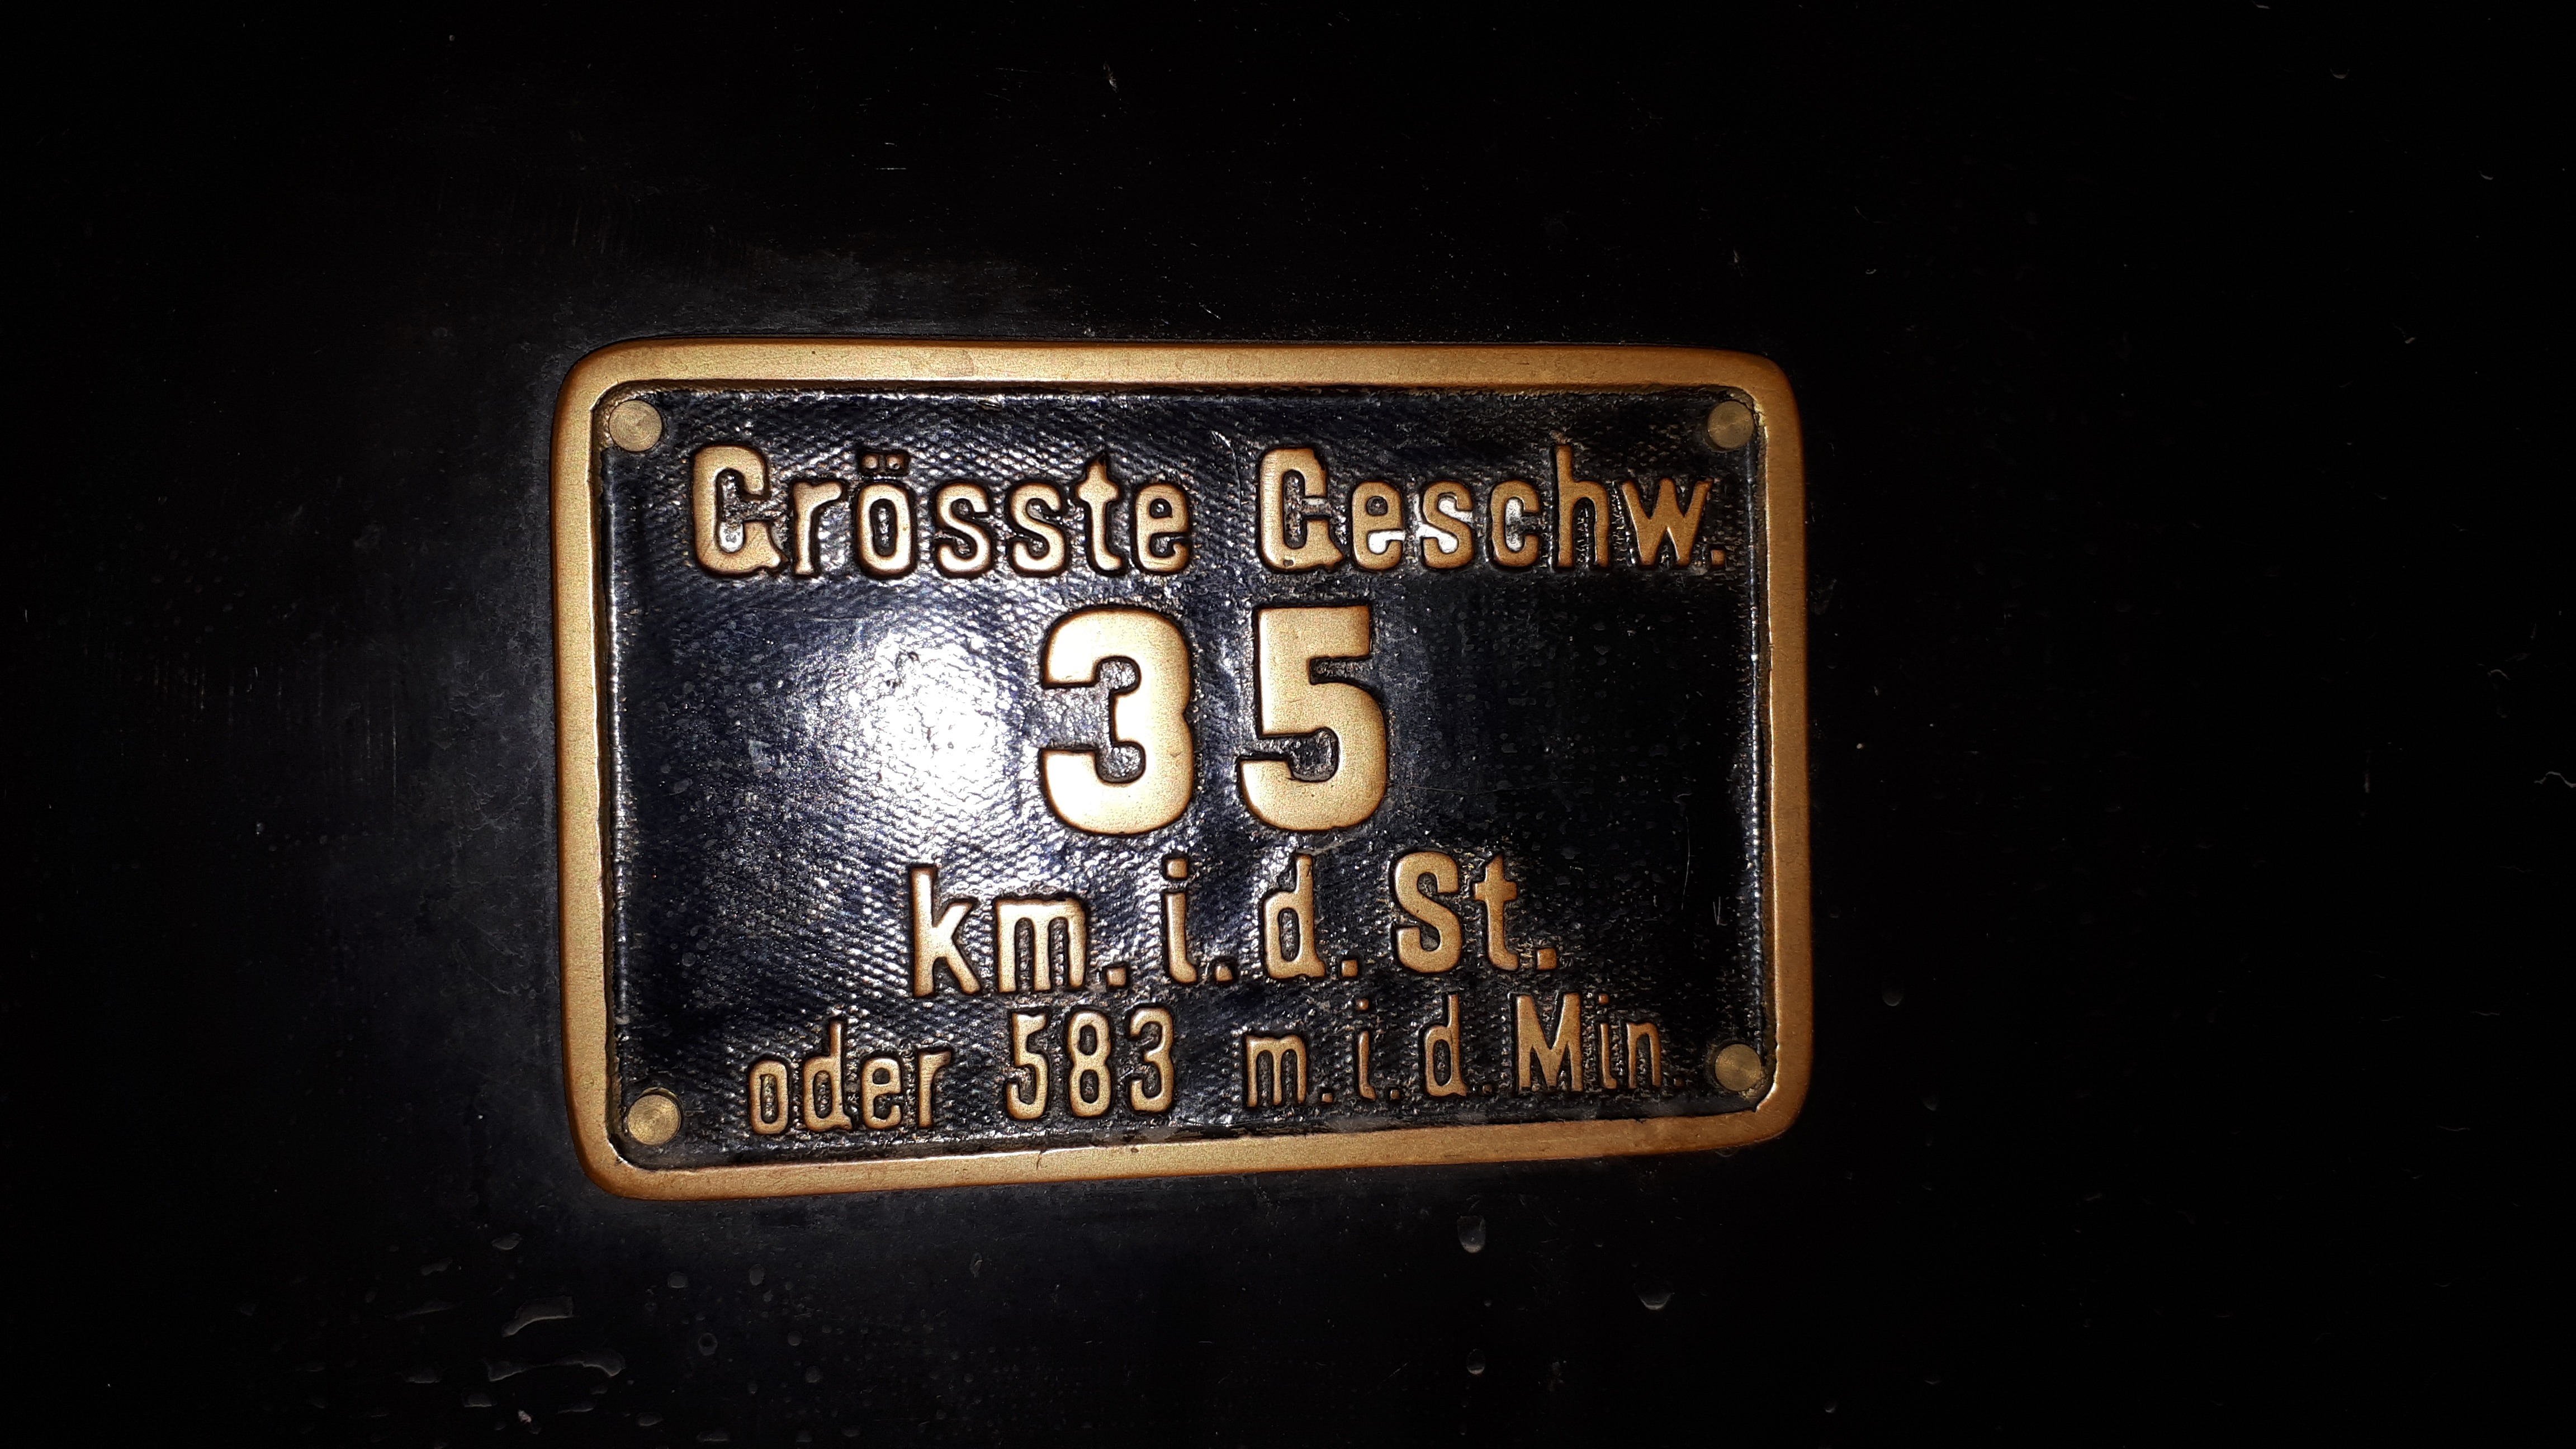 Grösste Geschw.
35
km.i.d.St.
oder 583 m.i.d.Min.